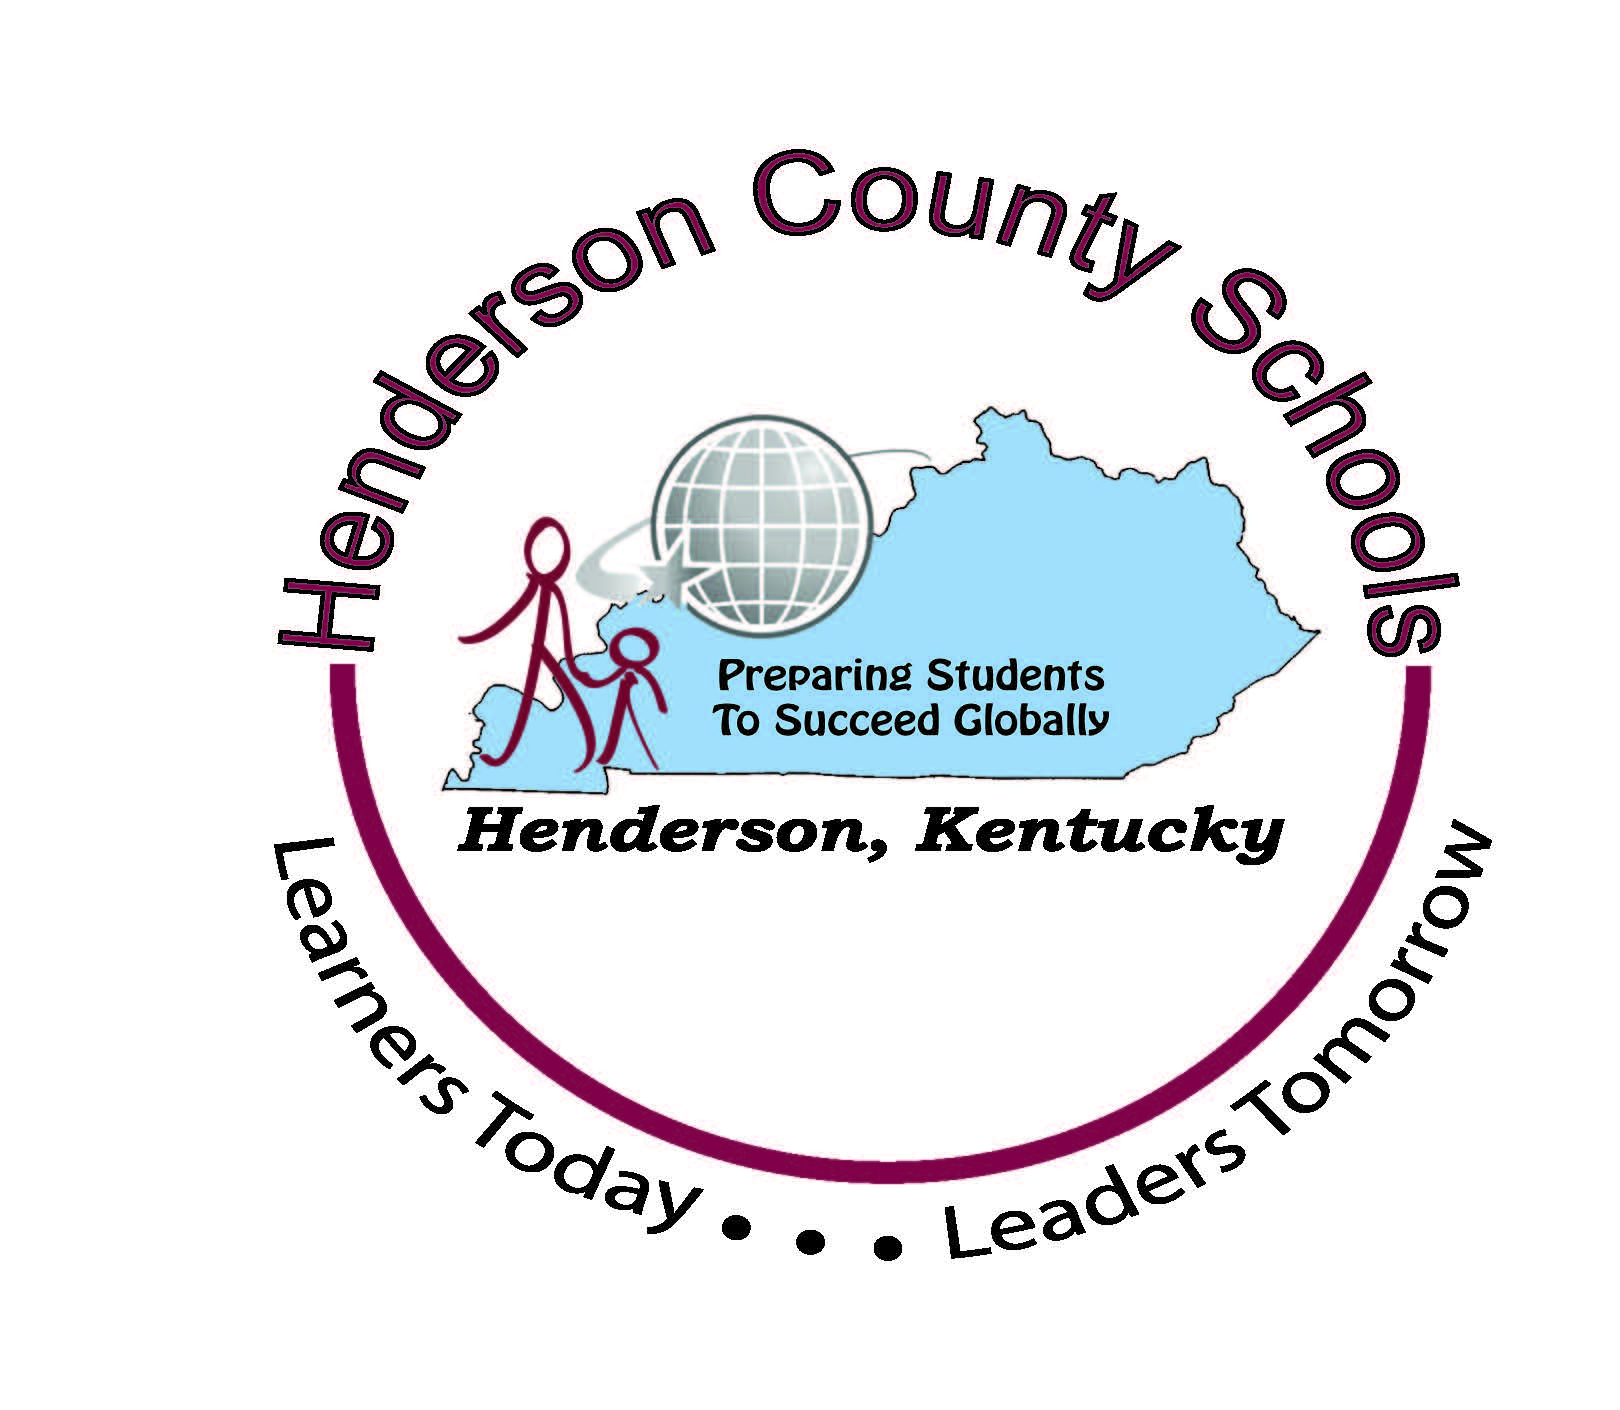 Henderson County Schools
Preparing Students
To Succeed Globally
Henderson, Kentucky
Learners Today . . . Leaders Tomorrow